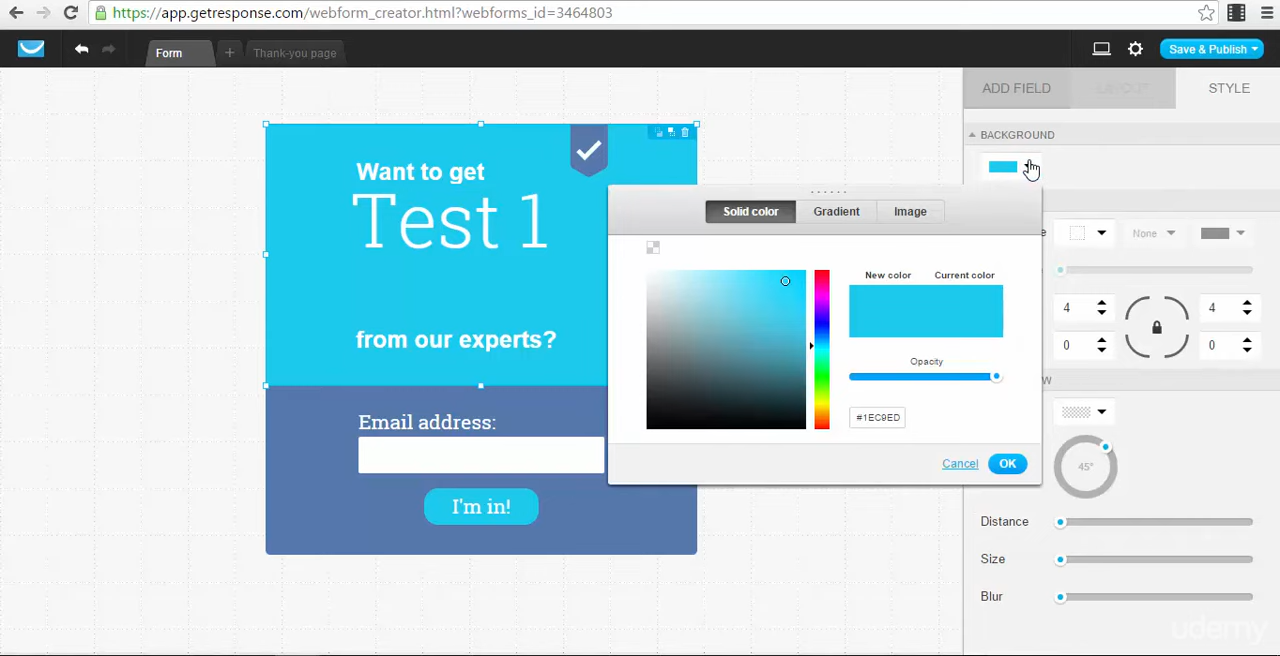 https://app.getresponse.com/webform_creator.html?webforms_id=3464803
Form
+
Thank-you page
Save & Publish
ADD FIELD
LAYOUT
STYLE
BACKGROUND
Want to get
Test 1
from our experts?
Email address:
I'm in!
Solid color
Gradient
Image
New color
Current color
Opacity
#1EC9ED
Cancel
OK
e
None
4
4
0
0
W
45°
Distance
Size
Blur
udemy